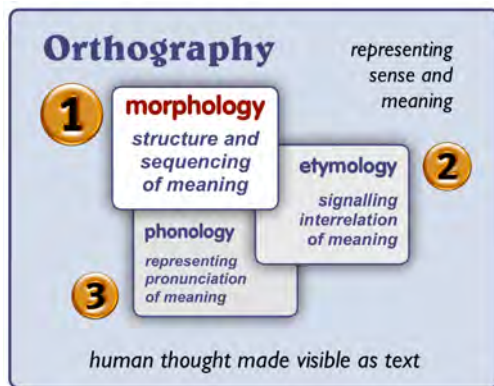 Orthography
representing
sense and
meaning
1
morphology
structure and
sequencing
of meaning
etymology
2
signalling
interrelation
of meaning
phonology
representing
pronunciation
of meaning
3
human thought made visible as text